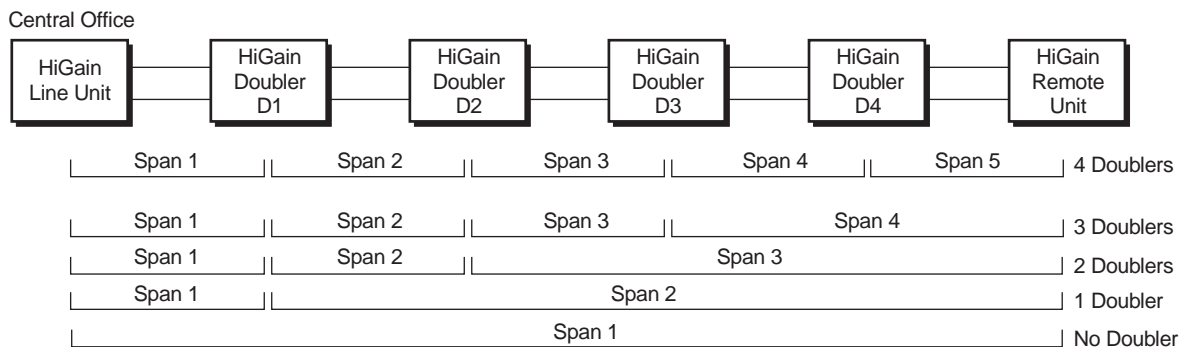 Central Office
HiGain
Line Unit
HiGain
Doubler
D1
HiGain
Doubler
D2
HiGain
Doubler
D3
HiGain
Doubler
D4
HiGain
Remote
Unit
Span 1 Span 2 Span 3 Span 4 Span 5 4 Doublers
Span 1 Span 2 Span 3 Span 4 3 Doublers
Span 1 Span 2 Span 3 2 Doublers
Span 1 Span 2 1 Doubler
Span 1 No Doubler